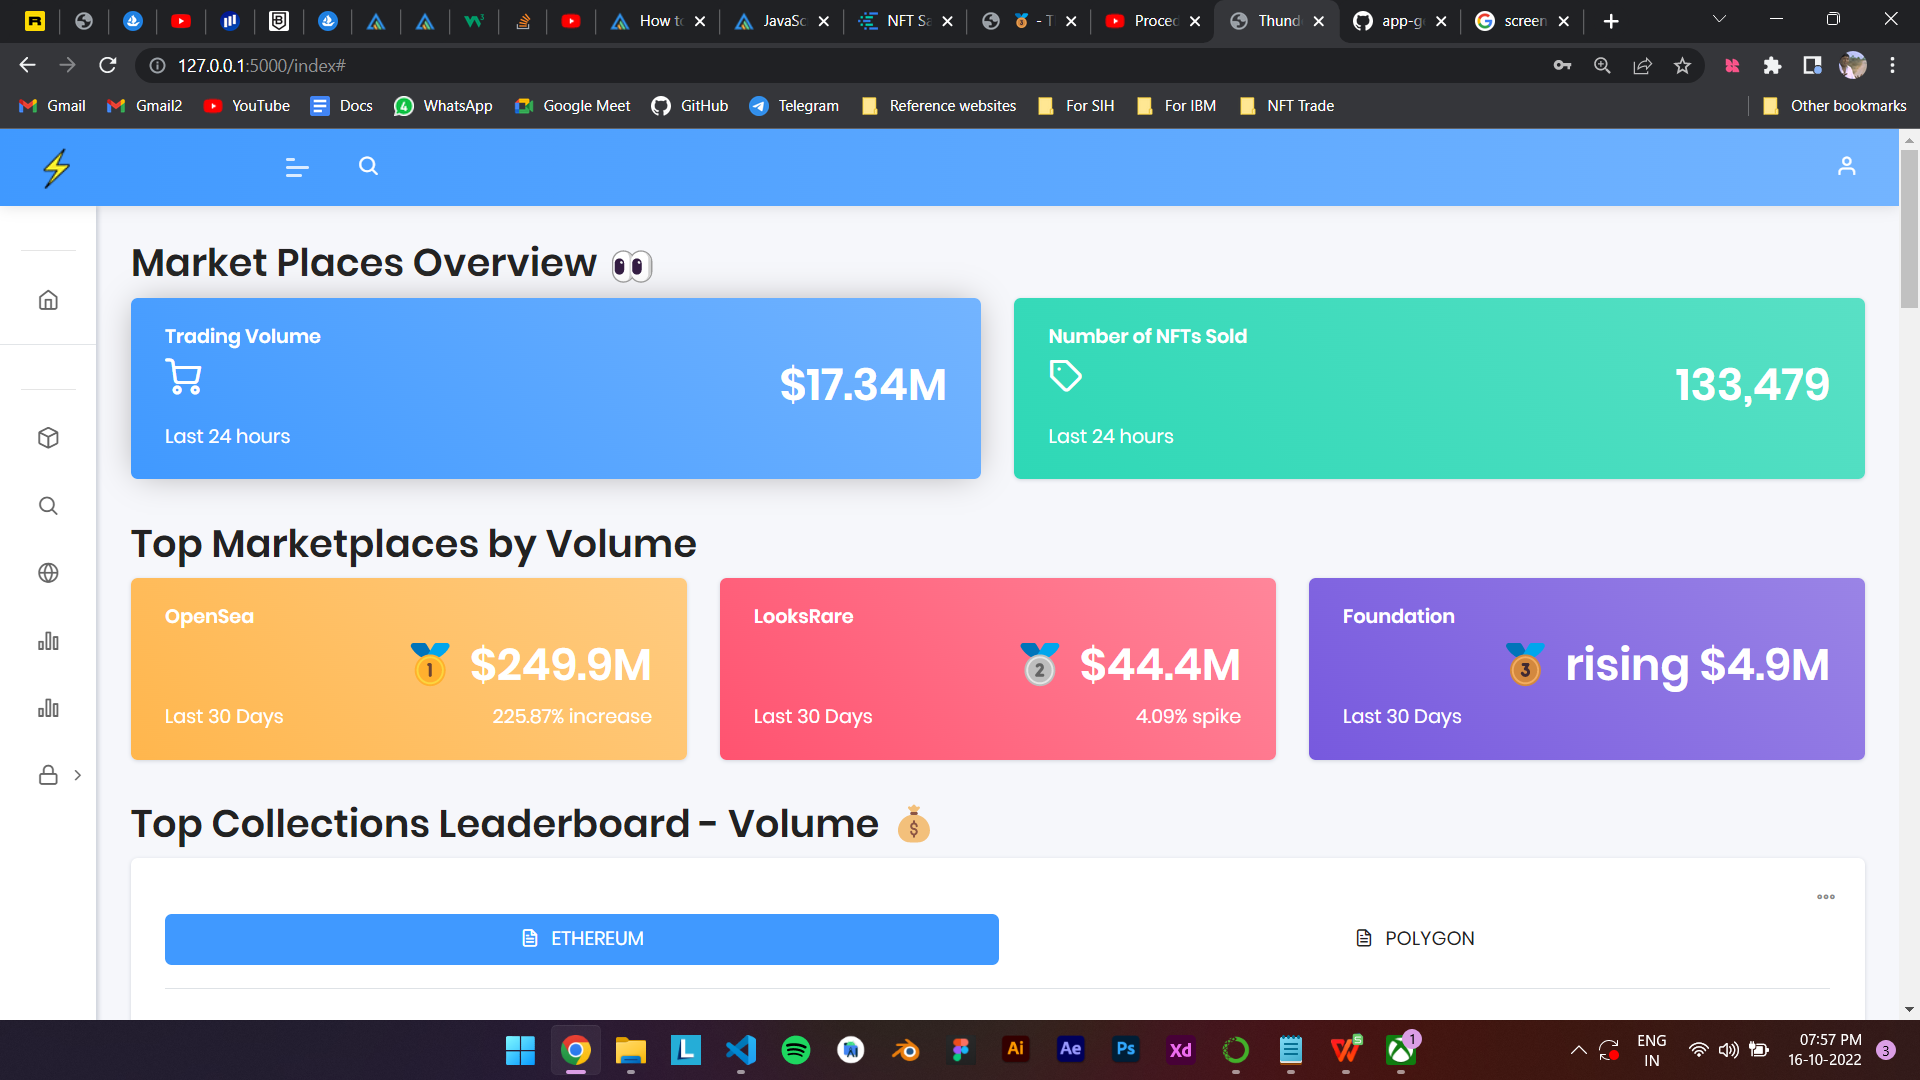 How to
JavaSc
NFT Sa
- T
Proced
Thund
app-g
screen
127.0.0.1:5000/index#
Gmail
Gmail2
YouTube
Docs
WhatsApp
Google Meet
GitHub
Telegram
Reference websites
For SIH
For IBM
NFT Trade
Other bookmarks
Market Places Overview 👀
Trading Volume
$17.34M
Last 24 hours
Number of NFTs Sold
133,479
Last 24 hours
Top Marketplaces by Volume
OpenSea
🥇 $249.9M
Last 30 Days
225.87% increase
LooksRare
🥈 $44.4M
Last 30 Days
4.09% spike
Foundation
🥉 rising $4.9M
Last 30 Days
Top Collections Leaderboard - Volume 💰
ETHEREUM
POLYGON
L
Ai
Ae
Ps
Xd
1
ENG
IN
07:57 PM
16-10-2022
3